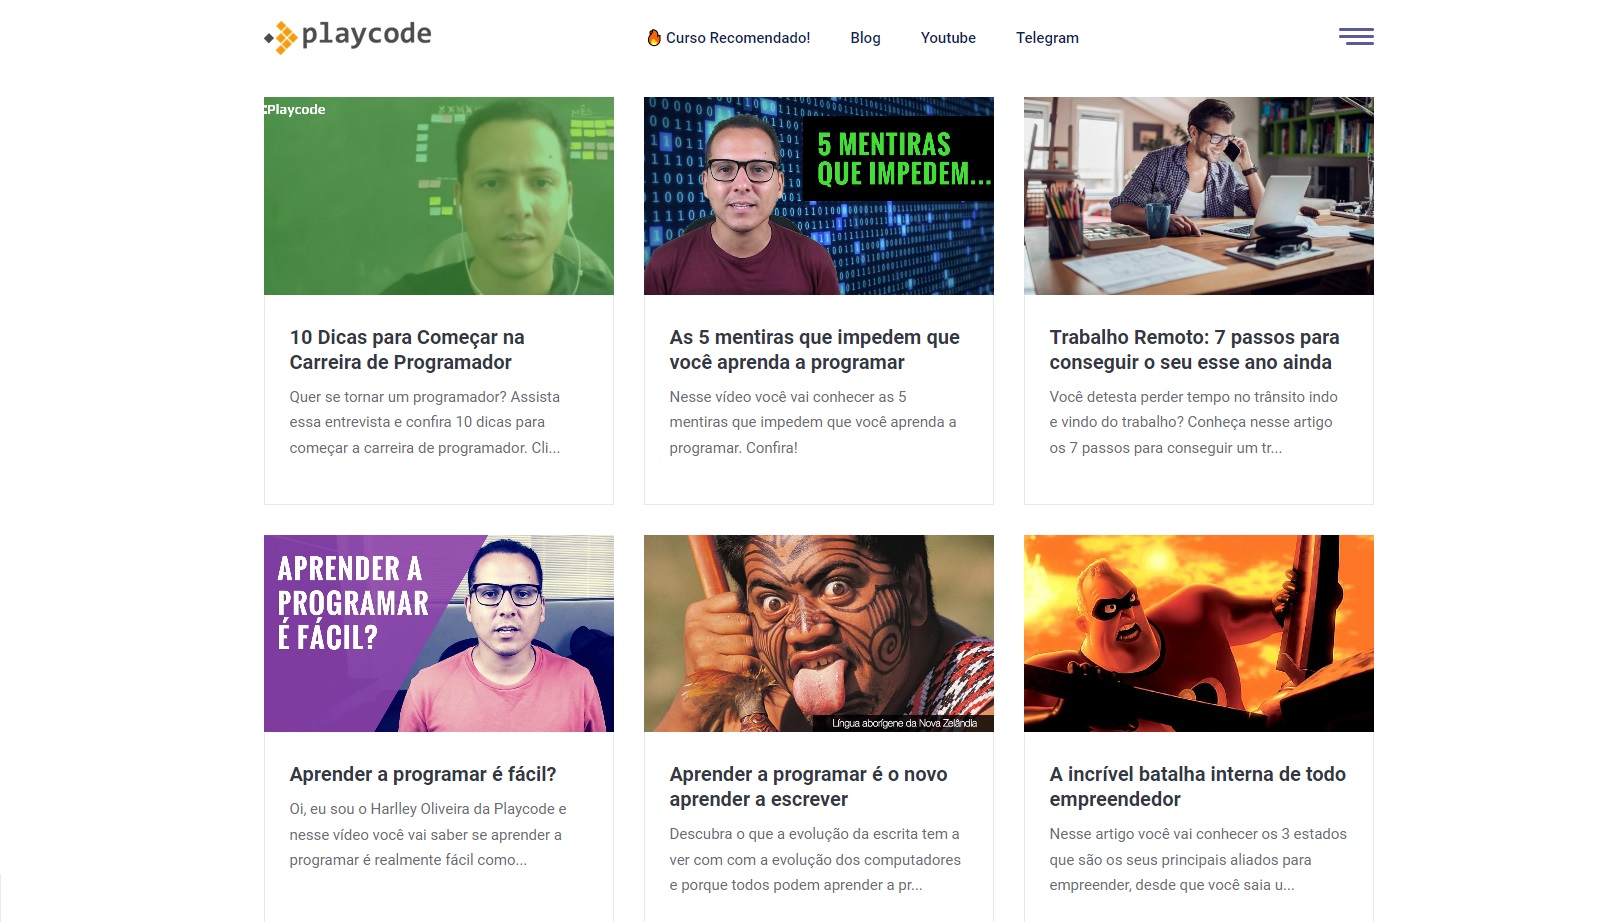 playcode
Curso Recomendado!
Blog
Youtube
Telegram
Playcode
MÊS
5 MENTIRAS
QUE IMPEDEM...
10 Dicas para Começar na
Carreira de Programador
Quer se tornar um programador? Assista
essa entrevista e confira 10 dicas para
começar a carreira de programador. Cli...
As 5 mentiras que impedem que
você aprenda a programar
Nesse vídeo você vai conhecer as 5
mentiras que impedem que você aprenda a
programar. Confira!
Trabalho Remoto: 7 passos para
conseguir o seu esse ano ainda
Você detesta perder tempo no trânsito indo
e vindo do trabalho? Conheça nesse artigo
os 7 passos para conseguir um tr...
APRENDER A
PROGRAMAR
É FÁCIL?
Língua aborígene da Nova Zelândia
Aprender a programar é fácil?
Oi, eu sou o Harlley Oliveira da Playcode e
nesse vídeo você vai saber se aprender a
programar é realmente fácil como...
Aprender a programar é o novo
aprender a escrever
Descubra o que a evolução da escrita tem a
ver com com a evolução dos computadores
e porque todos podem aprender a pr...
A incrível batalha interna de todo
empreendedor
Nesse artigo você vai conhecer os 3 estados
que são os seus principais aliados para
empreender, desde que você saia u...